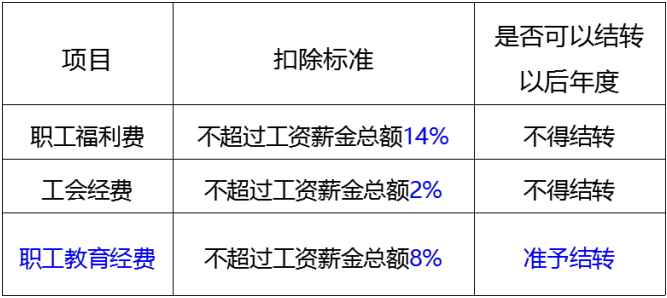 项目
扣除标准
是否可以结转
以后年度
职工福利费
不超过工资薪金总额14%
不得结转
工会经费
不超过工资薪金总额2%
不得结转
职工教育经费
不超过工资薪金总额8%
准予结转